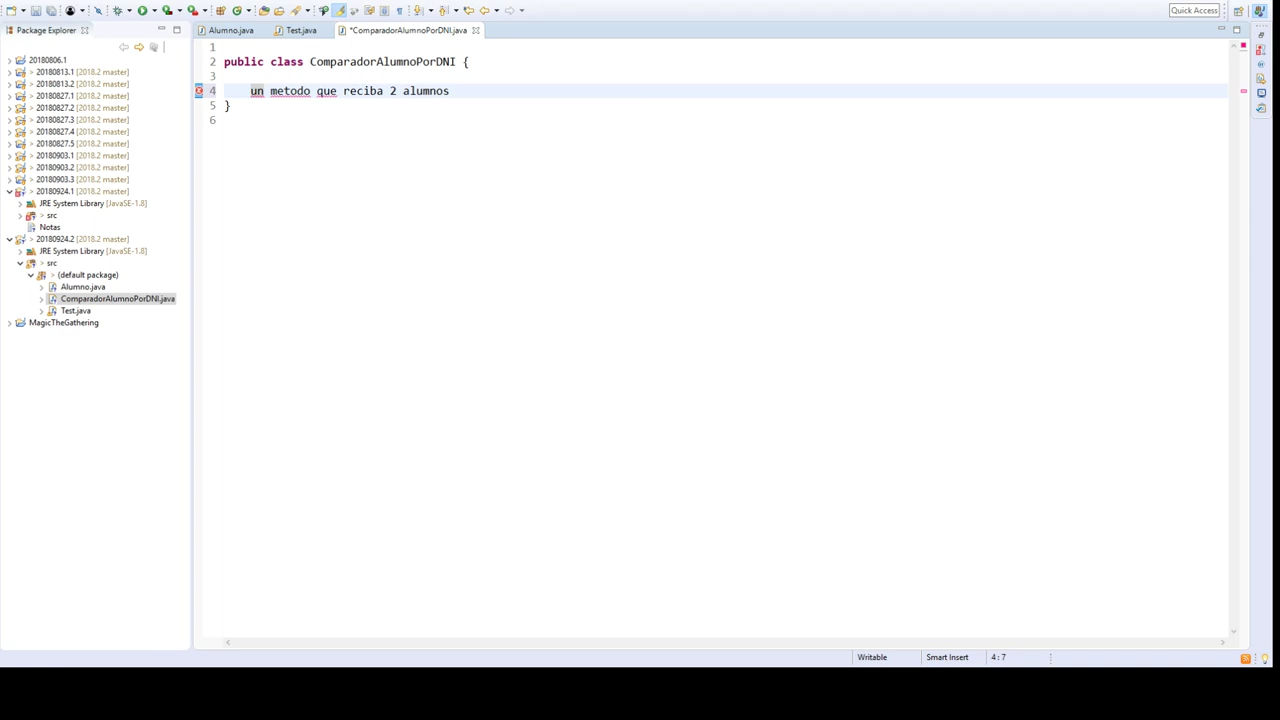 Quick Access
Package Explorer
Alumno.java
Test.java
*ComparadorAlumnoPorDNI.java
> 20180806.1
> 20180813.1 [2018.2 master]
> 20180813.2 [2018.2 master]
> 20180827.1 [2018.2 master]
> 20180827.2 [2018.2 master]
> 20180827.3 [2018.2 master]
> 20180827.4 [2018.2 master]
> 20180827.5 [2018.2 master]
> 20180903.1 [2018.2 master]
> 20180903.2 [2018.2 master]
> 20180903.3 [2018.2 master]
> 20180924.1 [2018.2 master]
JRE System Library [JavaSE-1.8]
> src
Notas
> 20180924.2 [2018.2 master]
JRE System Library [JavaSE-1.8]
> src
> (default package)
Alumno.java
ComparadorAlumnoPorDNI.java
Test.java
MagicTheGathering
1
2 public class ComparadorAlumnoPorDNI {
3
4 un metodo que reciba 2 alumnos
5 }
6
Writable
Smart Insert
4 : 7